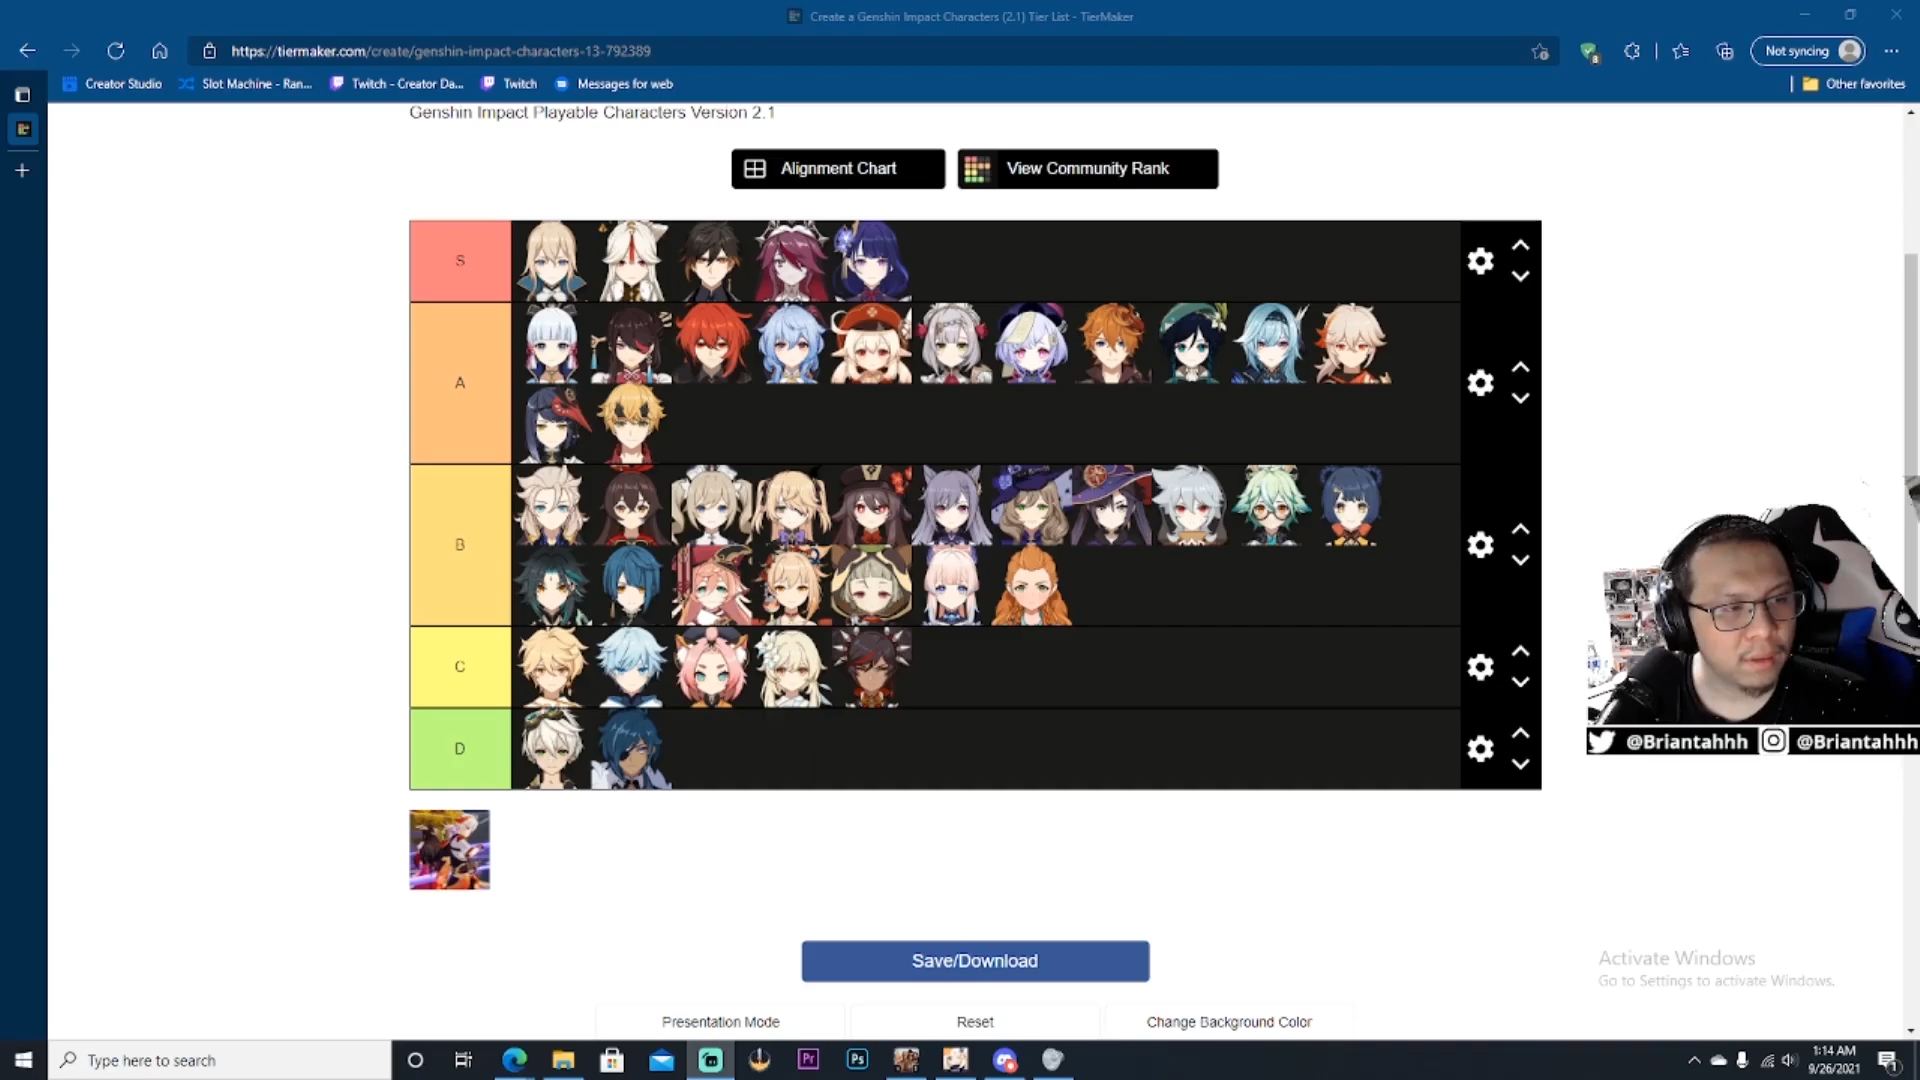 Create a Genshin Impact Characters (2.1) Tier List - TierMaker
https://tiermaker.com/create/genshin-impact-characters-13-792389
Not syncing
Creator Studio
Slot Machine - Ran...
Twitch - Creator Da...
Twitch
Messages for web
Other favorites
Genshin Impact Playable Characters Version 2.1
Alignment Chart
View Community Rank
S
A
B
C
D
@Briantahhh @Briantahhh
Save/Download
Activate Windows
Go to Settings to activate Windows.
Presentation Mode
Reset
Change Background Color
Type here to search
Pr
Ps
1:14 AM
9/26/2021